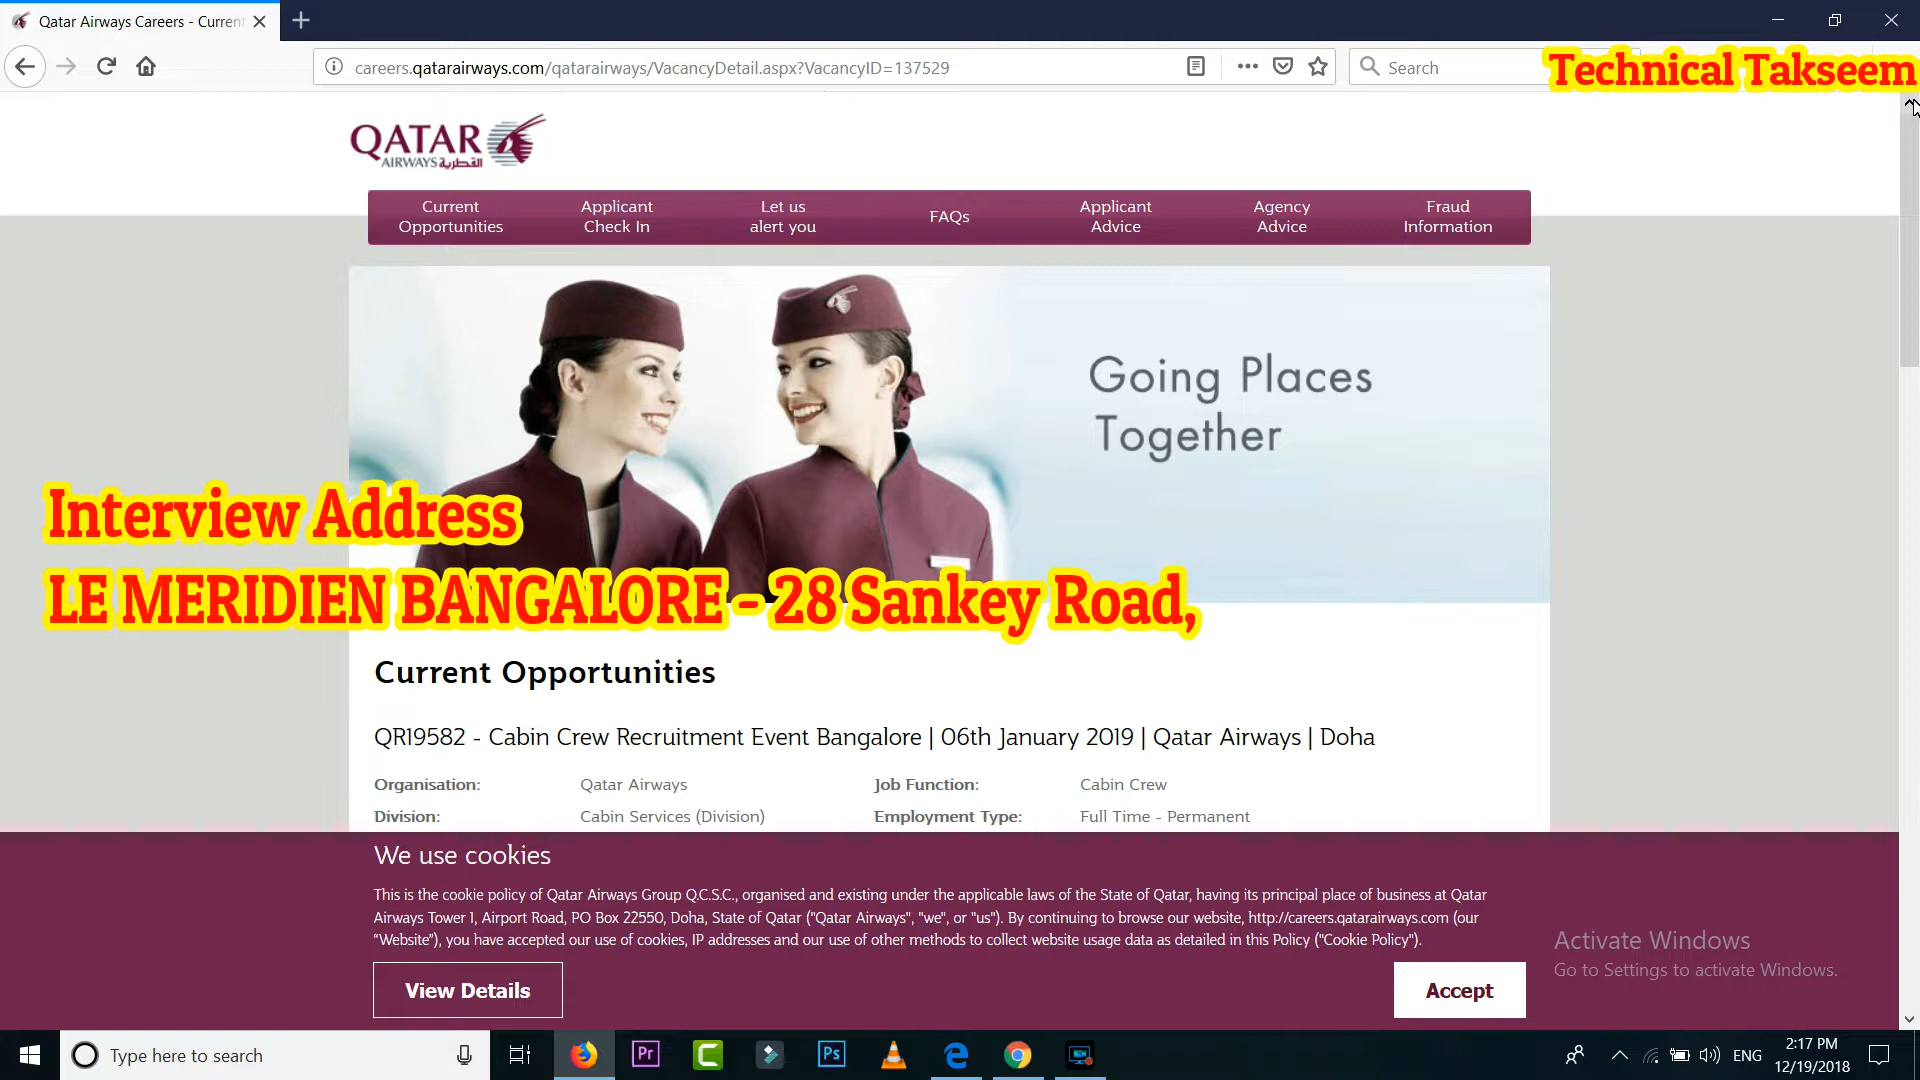 Qatar Airways Careers - Current
careers.qatarairways.com/qatarairways/VacancyDetail.aspx?VacancyID=137529
Search
Technical Takseem
QATAR
AIRWAYS القطرية
Current Opportunities
Applicant Check In
Let us alert you
FAQs
Applicant Advice
Agency Advice
Fraud Information
Going Places
Together
Interview Address
LE MERIDIEN BANGALORE - 28 Sankey Road,
Current Opportunities
QR19582 - Cabin Crew Recruitment Event Bangalore | 06th January 2019 | Qatar Airways | Doha
Organisation: Qatar Airways Job Function: Cabin Crew
Division: Cabin Services (Division) Employment Type: Full Time - Permanent
We use cookies
This is the cookie policy of Qatar Airways Group Q.C.S.C., organised and existing under the applicable laws of the State of Qatar, having its principal place of business at Qatar
Airways Tower 1, Airport Road, PO Box 22550, Doha, State of Qatar ("Qatar Airways", "we", or "us"). By continuing to browse our website, http://careers.qatarairways.com (our
“Website”), you have accepted our use of cookies, IP addresses and our use of other methods to collect website usage data as detailed in this Policy ("Cookie Policy").
View Details
Accept
Activate Windows
Go to Settings to activate Windows.
Type here to search
Pr
C
Ps
ENG
2:17 PM
12/19/2018